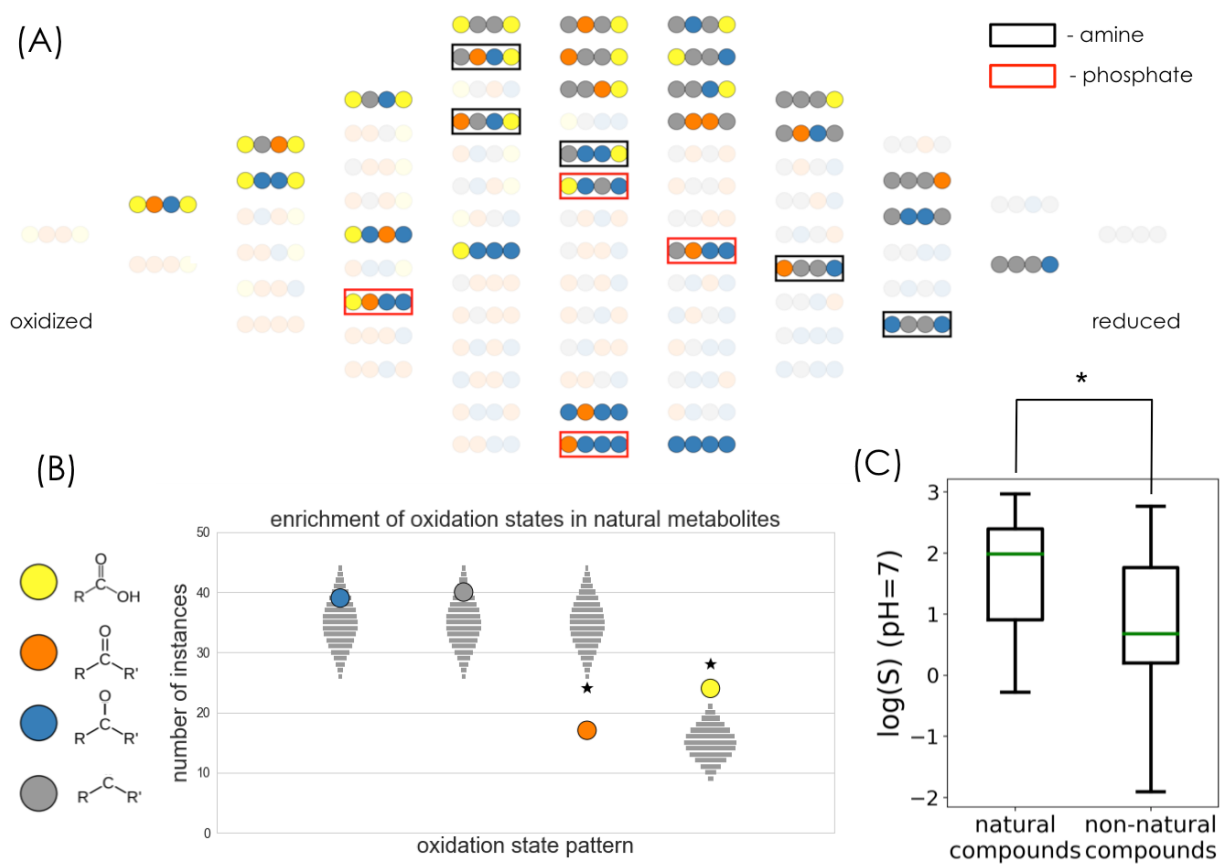 (A)
- amine
- phosphate
oxidized
reduced
(B)
enrichment of oxidation states in natural metabolites
50
40
30
20
10
0
number of instances
oxidation state pattern
O
R
OH
O
R
R'
O
R
R'
R
R'
(C)
*
3
2
1
0
−1
−2
log(S) (pH=7)
natural
compounds
non-natural
compounds